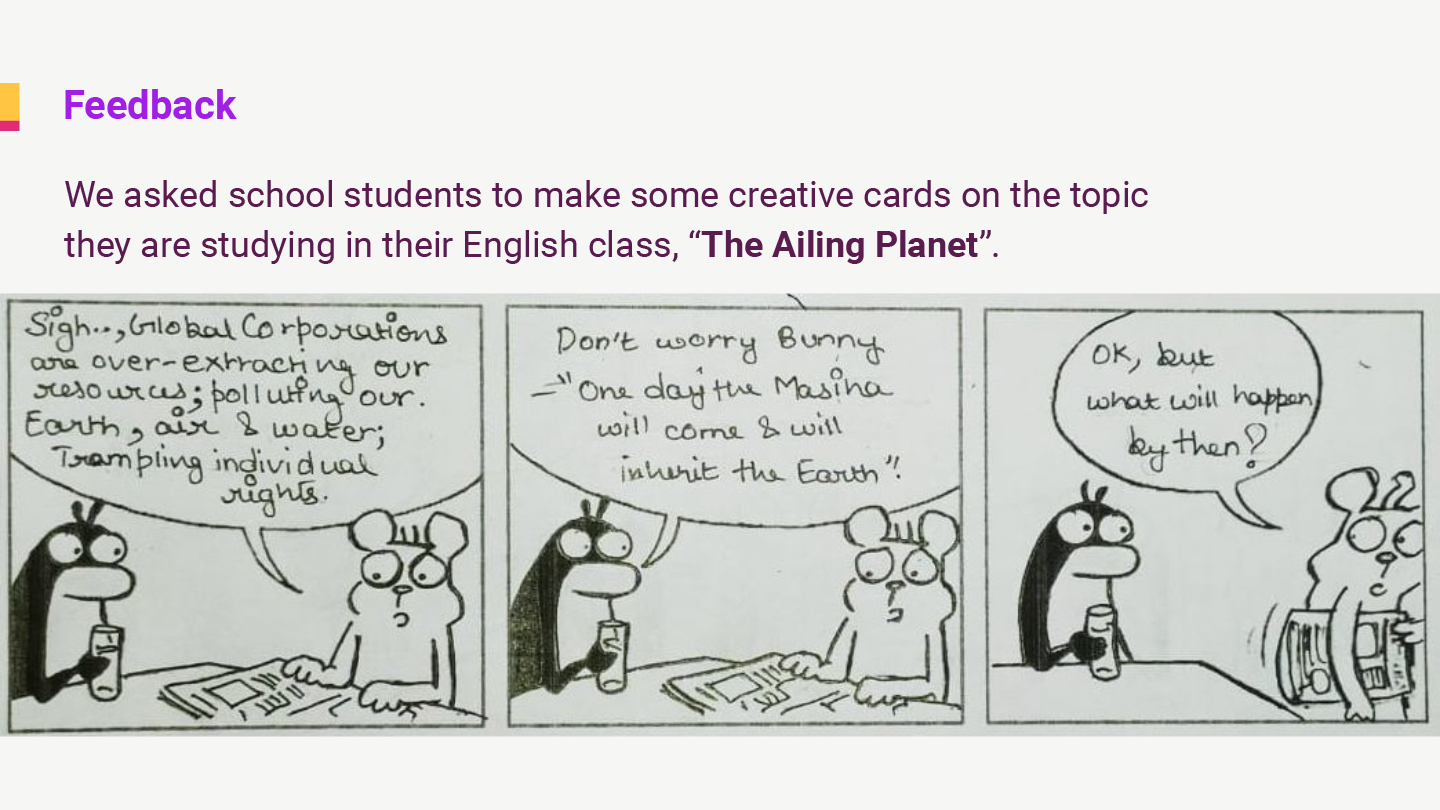 Feedback
We asked school students to make some creative cards on the topic
they are studying in their English class, “The Ailing Planet”.
Sigh..., Global Corporations
are over-extracting our
resources; polluting our.
Earth, air & water;
Trampling individual
rights.
Don't worry Bunny
– "One day the Masiha
will come & will
inherit the Earth"!
OK, but
what will happen
by then?